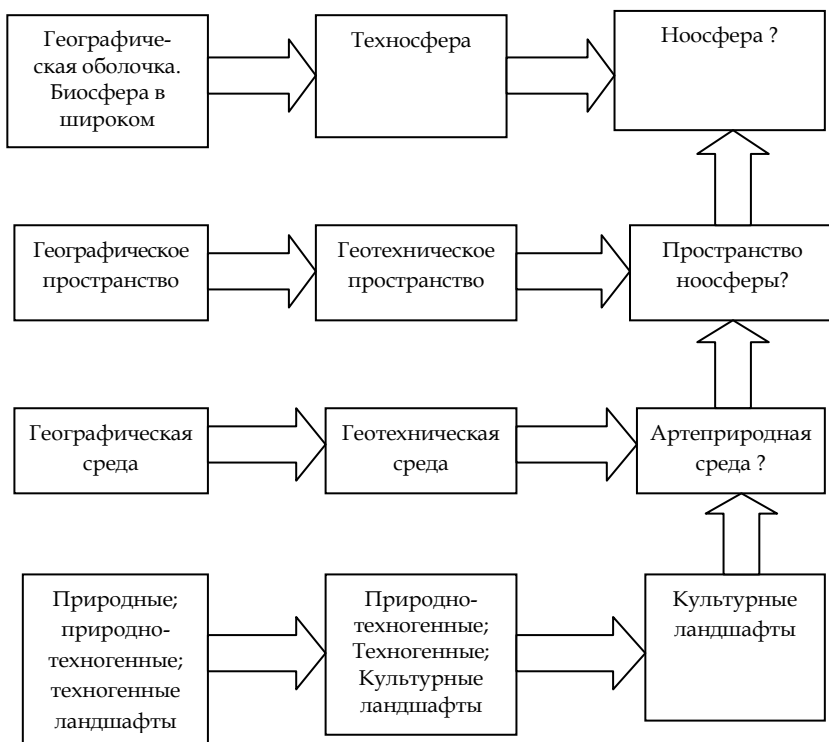 Географиче-
ская оболочка.
Биосфера в
широком
Техносфера
Ноосфера ?
Географическое
пространство
Геотехническое
пространство
Пространство
ноосферы?
Географическая
среда
Геотехническая
среда
Артеприродная
среда ?
Природные;
природно-
техногенные;
техногенные
ландшафты
Природно-
техногенные;
Техногенные;
Культурные
ландшафты
Культурные
ландшафты